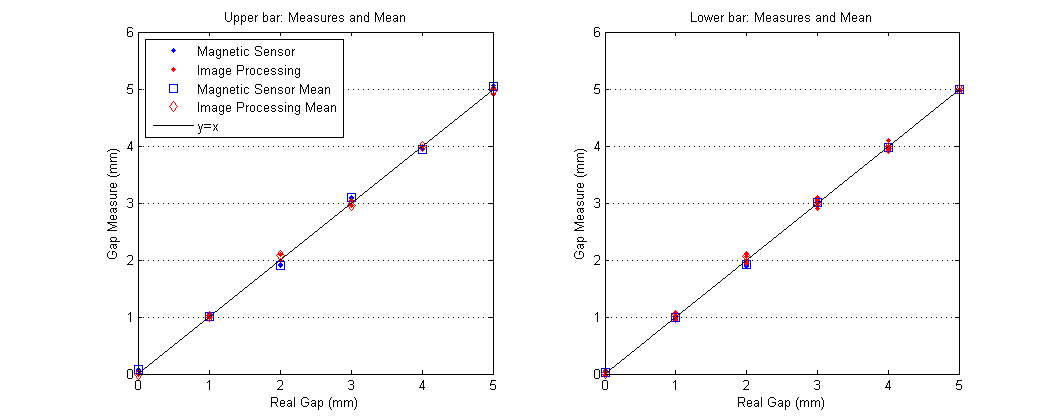 Upper bar: Measures and Mean
6
5
4
3
2
1
0
Gap Measure (mm)
Magnetic Sensor
Image Processing
Magnetic Sensor Mean
Image Processing Mean
y=x
0 1 2 3 4 5
Real Gap (mm)
Lower bar: Measures and Mean
6
5
4
3
2
1
0
Gap Measure (mm)
0 1 2 3 4 5
Real Gap (mm)